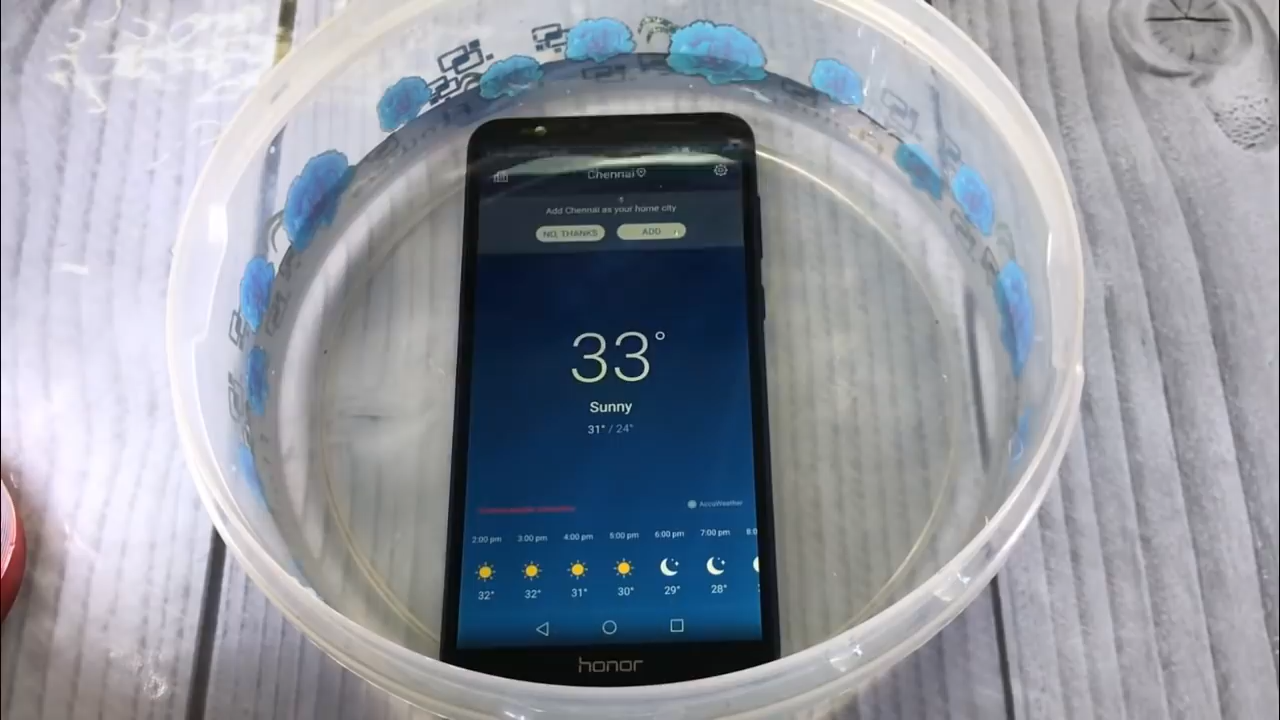 Chennai
Add Chennai as your home city
NO, THANKS ADD
33°
Sunny
31° / 24°
AccuWeather
2:00 pm 3:00 pm 4:00 pm 5:00 pm 6:00 pm 7:00 pm 8:0
32° 32° 31° 30° 29° 28°
honor